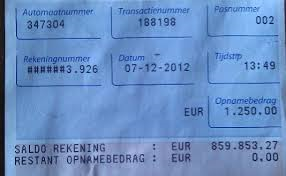 Automaatnummer Transactienummer Pasnummer
347304 188198 002
Rekeningnummer Datum Tijdstip
######3.926 07-12-2012 13:49
Opnamebedrag
EUR 1.250.00
SALDO REKENING : EUR 859.853,27
RESTANT OPNAMEBEDRAG : EUR 0.00